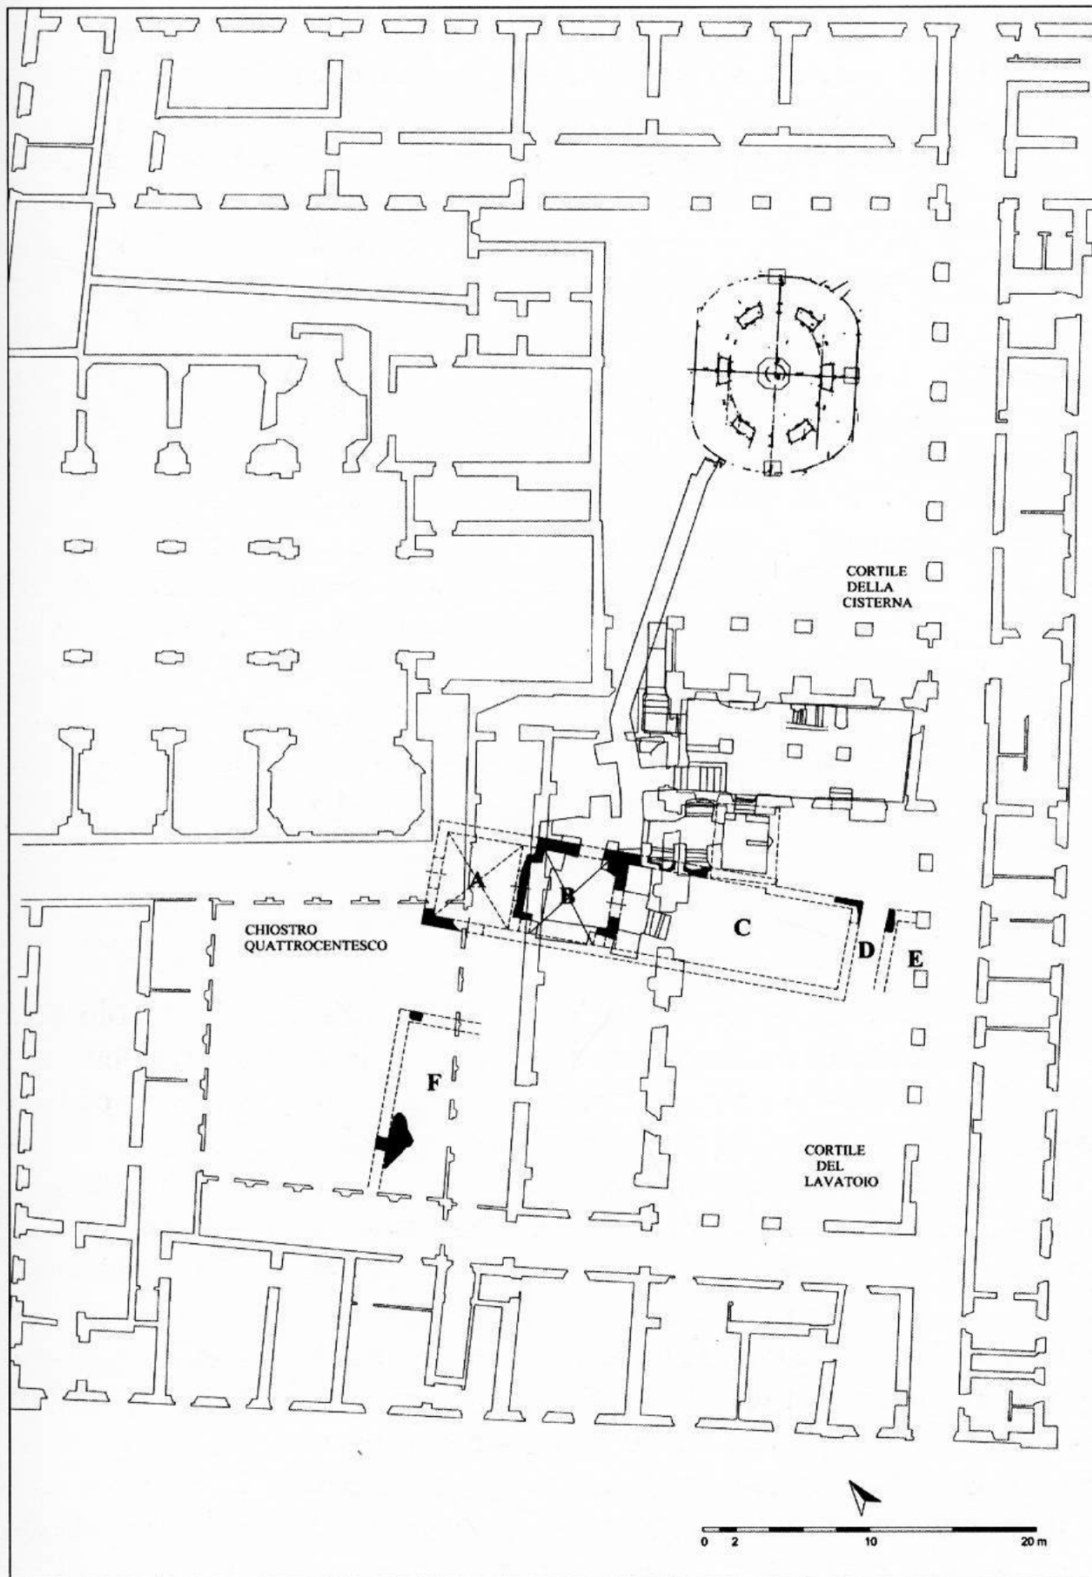 CORTILE
DELLA
CISTERNA
A
B
C
D
E
CHIOSTRO
QUATTROCENTESCO
F
CORTILE
DEL
LAVATOIO
0 2 10 20 m